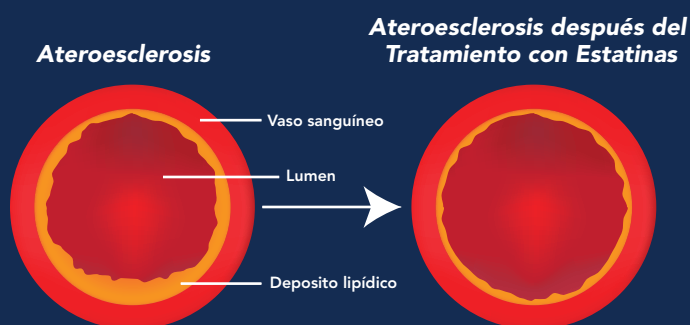 Ateroesclerosis
Ateroesclerosis después del
Tratamiento con Estatinas
Vaso sanguíneo
Lumen
Deposito lipídico